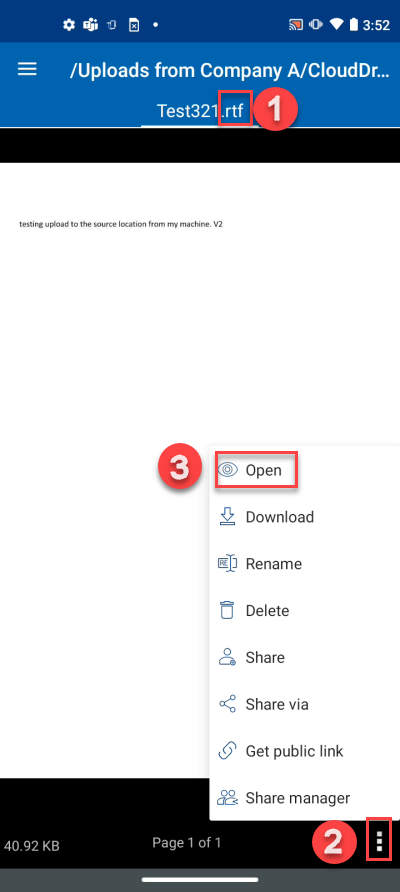 3:52
/Uploads from Company A/CloudDr...
Test321.rtf
1
testing upload to the source location from my machine. V2
3
Open
Download
Rename
Delete
Share
Share via
Get public link
Share manager
40.92 KB
Page 1 of 1
2